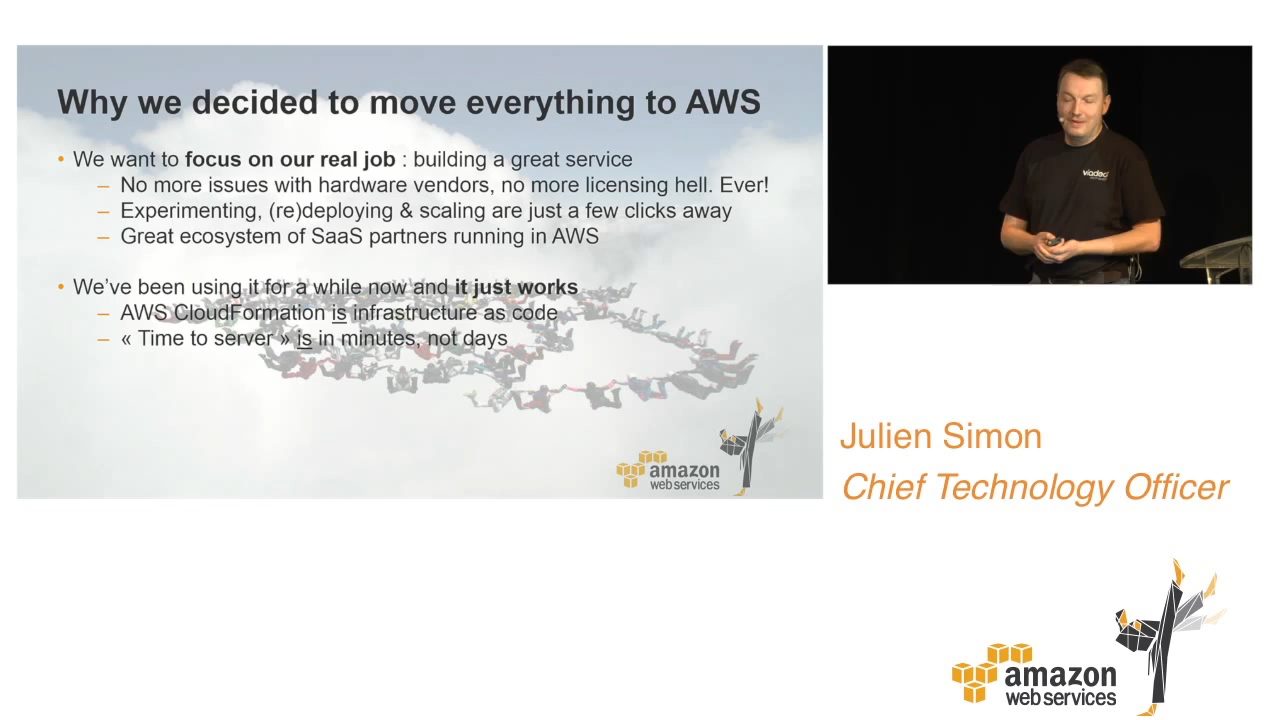 Why we decided to move everything to AWS
• We want to focus on our real job : building a great service
– No more issues with hardware vendors, no more licensing hell. Ever!
– Experimenting, (re)deploying & scaling are just a few clicks away
– Great ecosystem of SaaS partners running in AWS
• We’ve been using it for a while now and it just works
– AWS CloudFormation is infrastructure as code
– « Time to server » is in minutes, not days
amazon
web services
viadeo
Julien Simon
Chief Technology Officer
amazon
web services